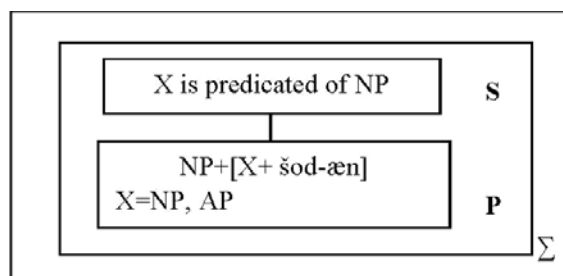 X is predicated of NP
S
NP+[X+ šod-æn]
X=NP, AP
P
∑